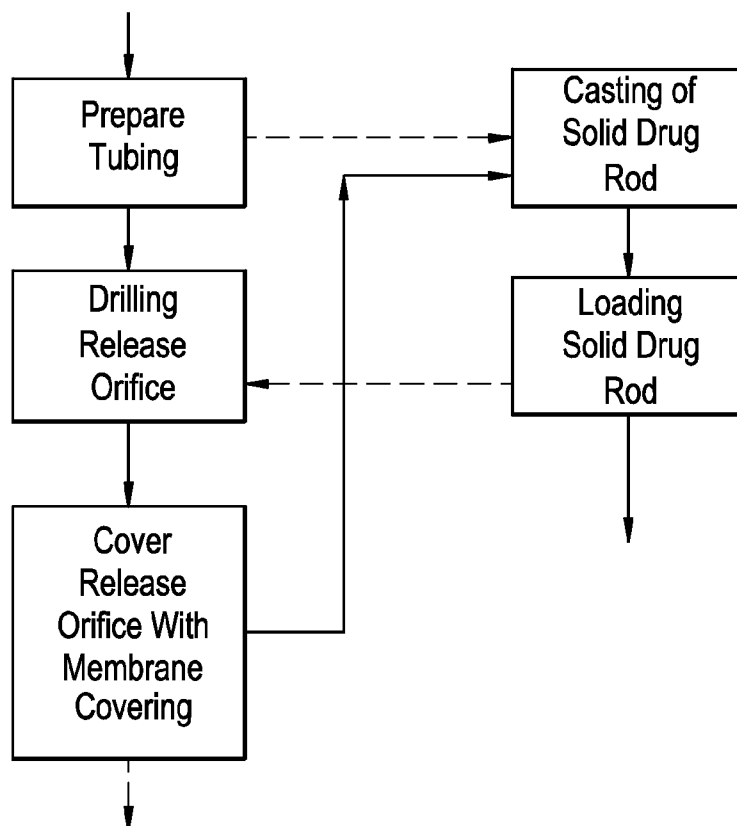 Prepare
Tubing
Drilling
Release
Orifice
Cover
Release
Orifice With
Membrane
Covering
Casting of
Solid Drug
Rod
Loading
Solid Drug
Rod